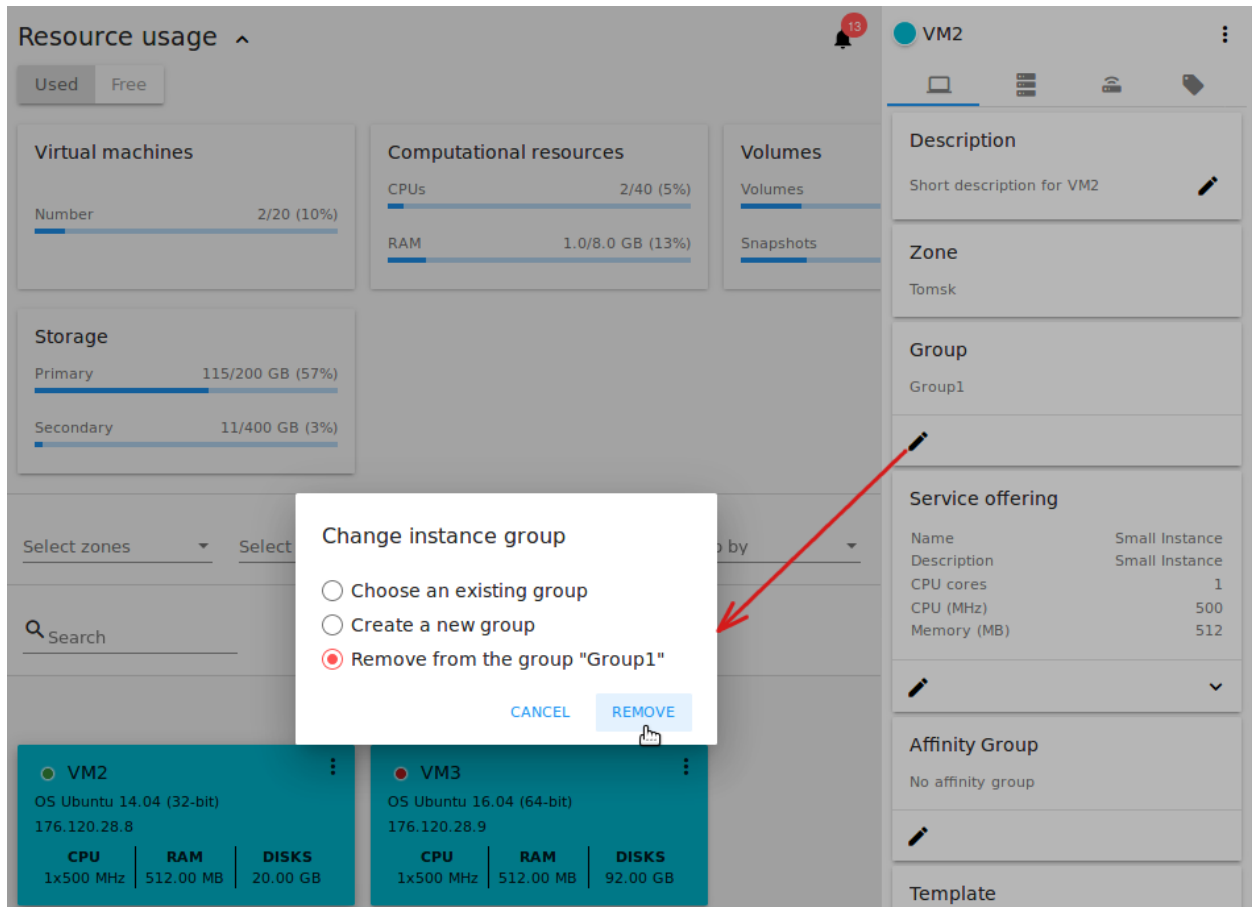 Resource usage
13
Used Free
Virtual machines
Number 2/20 (10%)
Computational resources
CPUs 2/40 (5%)
RAM 1.0/8.0 GB (13%)
Volumes
Volumes
Snapshots
Storage
Primary 115/200 GB (57%)
Secondary 11/400 GB (3%)
Select zones Select by
Search
Change instance group
Choose an existing group
Create a new group
Remove from the group "Group1"
CANCEL REMOVE
VM2
OS Ubuntu 14.04 (32-bit)
176.120.28.8
CPU RAM DISKS
1x500 MHz 512.00 MB 20.00 GB
VM3
OS Ubuntu 16.04 (64-bit)
176.120.28.9
CPU RAM DISKS
1x500 MHz 512.00 MB 92.00 GB
VM2
Description
Short description for VM2
Zone
Tomsk
Group
Group1
Service offering
Name Small Instance
Description Small Instance
CPU cores 1
CPU (MHz) 500
Memory (MB) 512
Affinity Group
No affinity group
Template